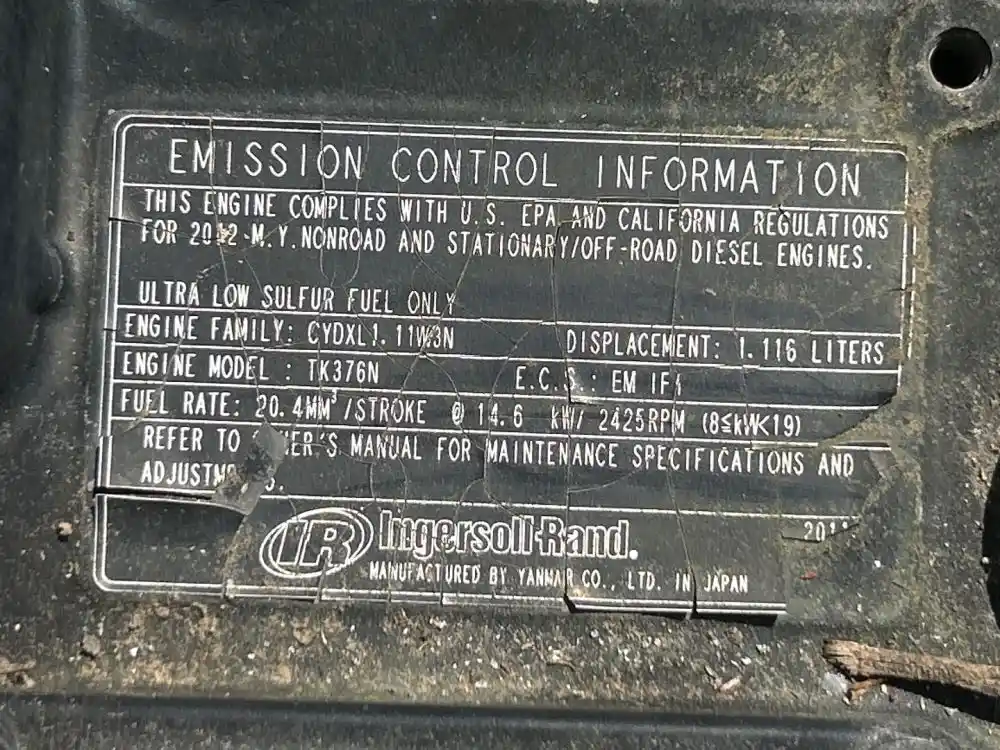 EMISSION CONTROL INFORMATION
THIS ENGINE COMPLIES WITH U.S. EPA AND CALIFORNIA REGULATIONS
FOR 2012 M.Y. NONROAD AND STATIONARY/OFF-ROAD DIESEL ENGINES.
ULTRA LOW SULFUR FUEL ONLY
ENGINE FAMILY: CYDXL1.11W3N DISPLACEMENT: 1.116 LITERS
ENGINE MODEL: TK376N E.C.S.: EM IFI
FUEL RATE: 20.4MM³/STROKE @ 14.6 kW/ 2425RPM (8≤kW<19)
REFER TO MANUAL FOR MAINTENANCE SPECIFICATIONS AND
IR Ingersoll-Rand.
MANUFACTURED BY YANMAR CO., LTD. IN JAPAN